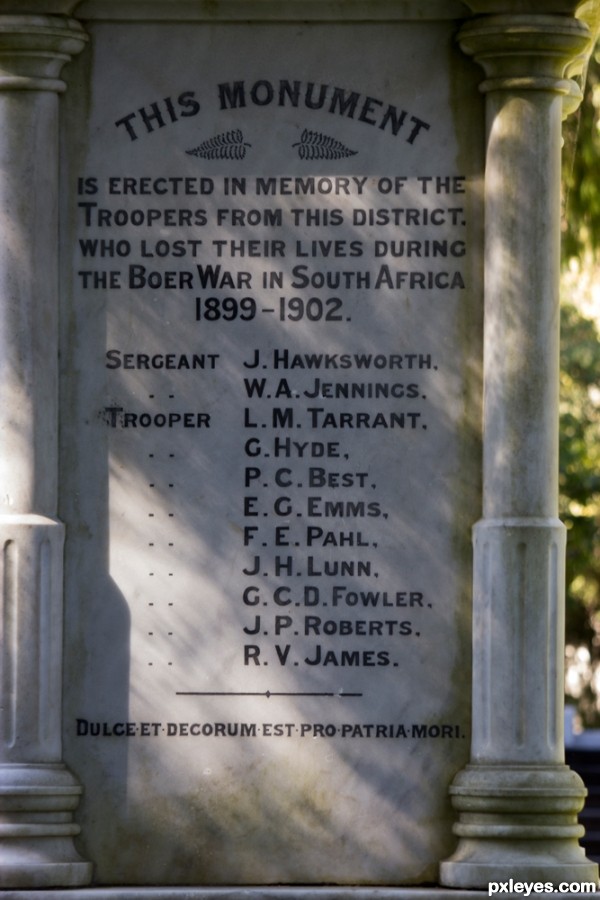 THIS MONUMENT
IS ERECTED IN MEMORY OF THE
TROOPERS FROM THIS DISTRICT.
WHO LOST THEIR LIVES DURING
THE BOER WAR IN SOUTH AFRICA
1899-1902.
SERGEANT J. HAWKSWORTH.
. . W. A. JENNINGS.
TROOPER L. M. TARRANT.
. . G. HYDE.
. . P. C. BEST.
. . E. G. EMMS.
. . F. E. PAHL.
. . J. H. LUNN.
. . G. C. D. FOWLER.
. . J. P. ROBERTS.
. . R. V. JAMES.
DULCE·ET·DECORUM·EST·PRO·PATRIA·MORI.
pxleyes.com